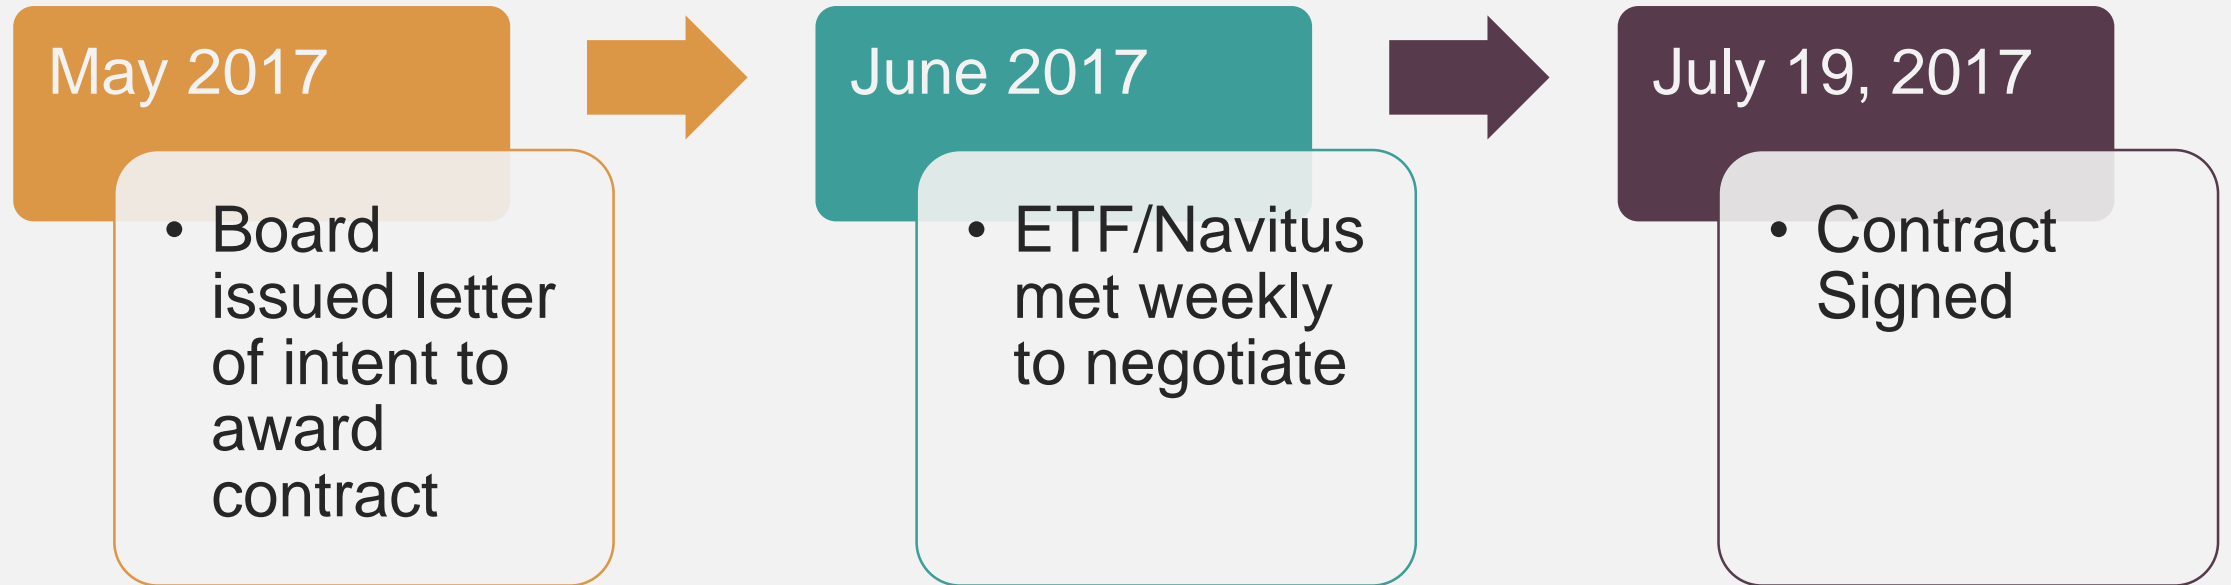 May 2017
• Board
issued letter
of intent to
award
contract
June 2017
• ETF/Navitus
met weekly
to negotiate
July 19, 2017
• Contract
Signed